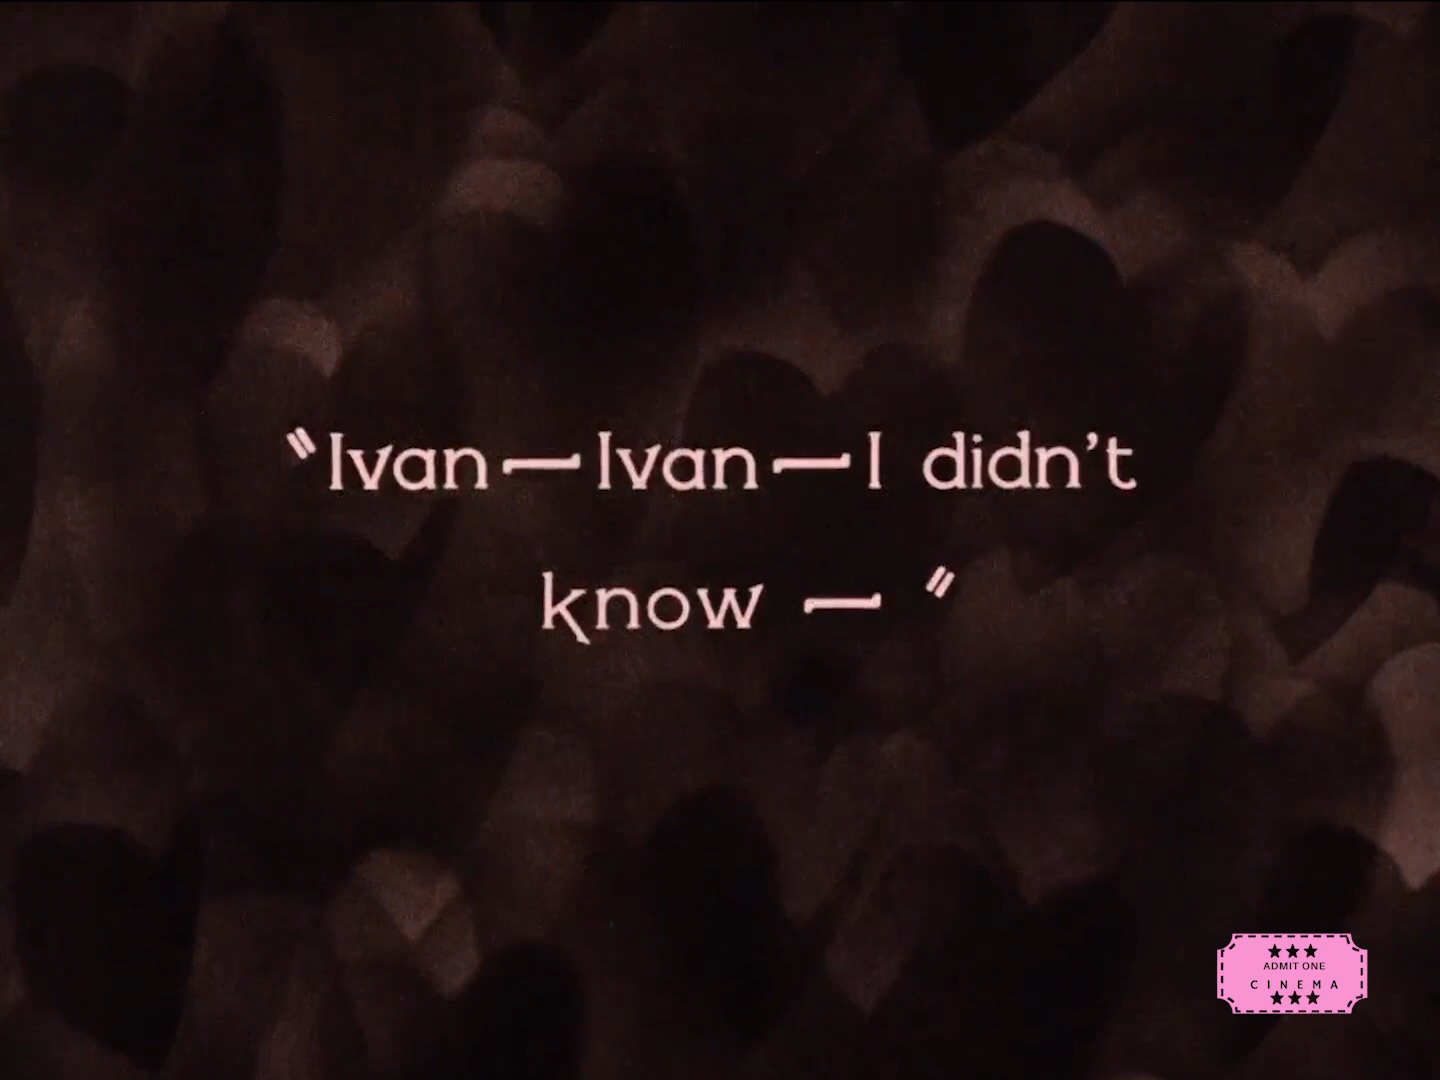 "Ivan—Ivan—I didn't
know — "
ADMIT ONE
CINEMA